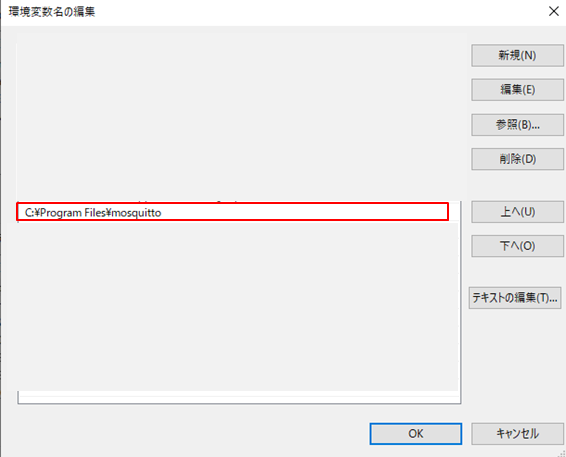 環境変数名の編集
新規(N)
編集(E)
参照(B)...
削除(D)
C:¥Program Files¥mosquitto
上へ(U)
下へ(O)
テキストの編集(T)...
OK
キャンセル